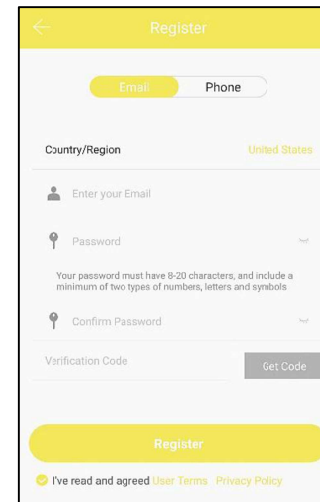 Register
Email Phone
Country/Region United States
Enter your Email
Password
Your password must have 8-20 characters, and include a
minimum of two types of numbers, letters and symbols
Confirm Password
Verification Code Get Code
Register
I've read and agreed User Terms Privacy Policy